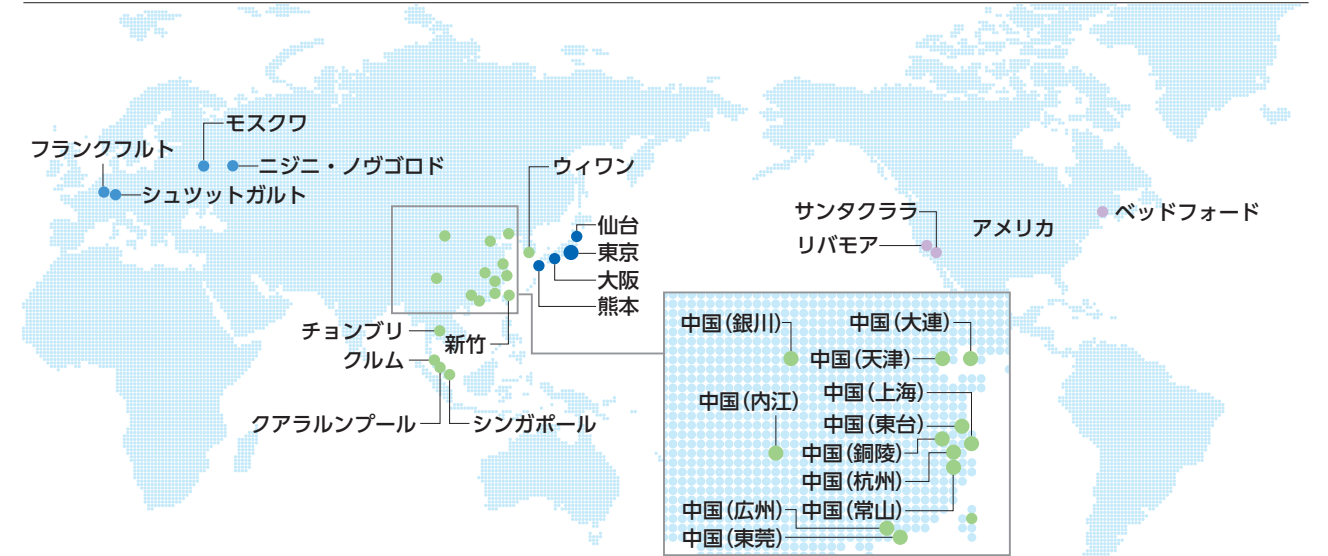 モスクワ
フランクフルト
ニジニ・ノヴゴロド
シュツットガルト
ウィワン
仙台
東京
大阪
熊本
チョンブリ
新竹
クルム
クアラルンプール
シンガポール
サンタクララ
リバモア
アメリカ
ベッドフォード
中国(銀川)
中国(大連)
中国(天津)
中国(内江)
中国(上海)
中国(東台)
中国(銅陵)
中国(杭州)
中国(広州)
中国(常山)
中国(東莞)